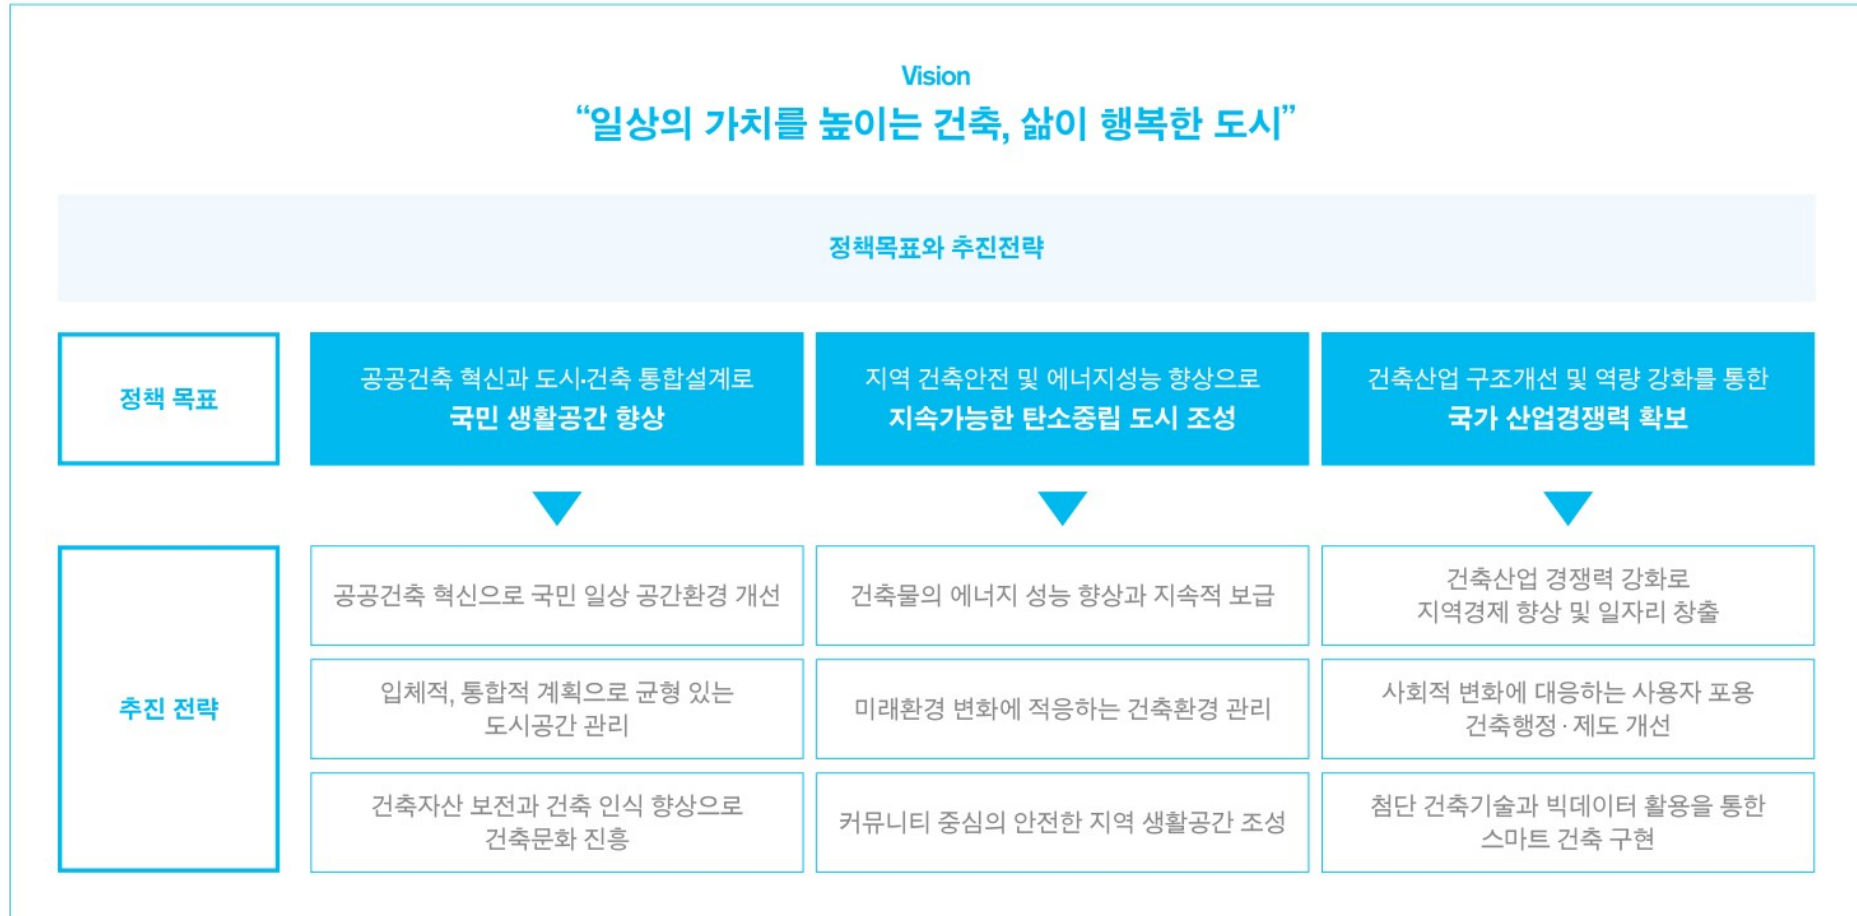 Vision
“일상의 가치를 높이는 건축, 삶이 행복한 도시”
정책목표와 추진전략
정책 목표
공공건축 혁신과 도시·건축 통합설계로
국민 생활공간 향상
지역 건축안전 및 에너지성능 향상으로
지속가능한 탄소중립 도시 조성
건축산업 구조개선 및 역량 강화를 통한
국가 산업경쟁력 확보
추진 전략
공공건축 혁신으로 국민 일상 공간환경 개선
건축물의 에너지 성능 향상과 지속적 보급
건축산업 경쟁력 강화로
지역경제 향상 및 일자리 창출
입체적, 통합적 계획으로 균형 있는
도시공간 관리
미래환경 변화에 적응하는 건축환경 관리
사회적 변화에 대응하는 사용자 포용
건축행정·제도 개선
건축자산 보전과 건축 인식 향상으로
건축문화 진흥
커뮤니티 중심의 안전한 지역 생활공간 조성
첨단 건축기술과 빅데이터 활용을 통한
스마트 건축 구현